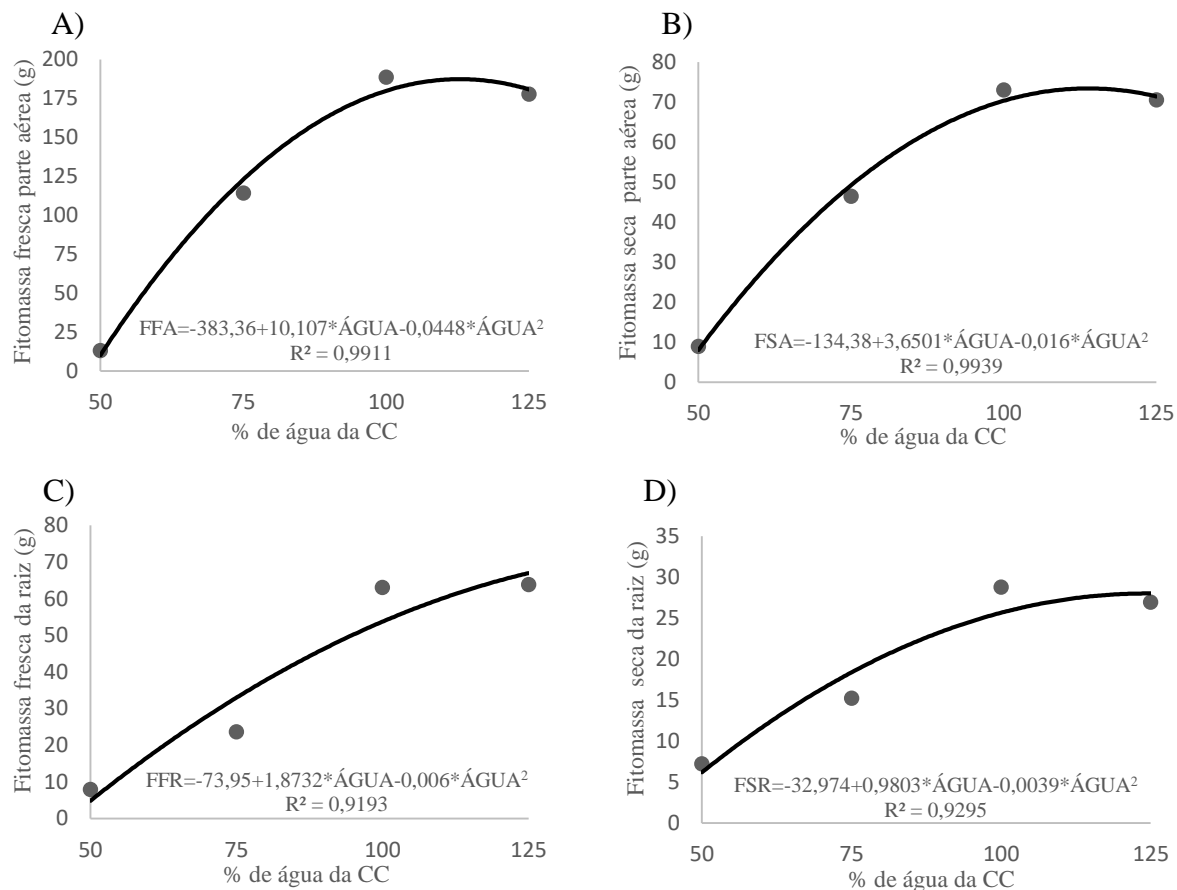 A)
Fitomassa fresca parte aérea (g)
200
175
150
125
100
75
50
25
0
FFA=-383,36+10,107*ÁGUA-0,0448*ÁGUA²
R² = 0,9911
50 75 100 125
% de água da CC
B)
Fitomassa seca parte aérea (g)
80
70
60
50
40
30
20
10
0
FSA=-134,38+3,6501*ÁGUA-0,016*ÁGUA²
R² = 0,9939
50 75 100 125
% de água da CC
C)
Fitomassa fresca da raiz (g)
80
70
60
50
40
30
20
10
0
FFR=-73,95+1,8732*ÁGUA-0,006*ÁGUA²
R² = 0,9193
50 75 100 125
% de água da CC
D)
Fitomassa seca da raiz (g)
35
30
25
20
15
10
5
0
FSR=-32,974+0,9803*ÁGUA-0,0039*ÁGUA²
R² = 0,9295
50 75 100 125
% de água da CC